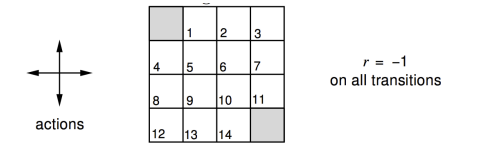 1 2 3
4 5 6 7
8 9 10 11
12 13 14
actions
r = −1
on all transitions